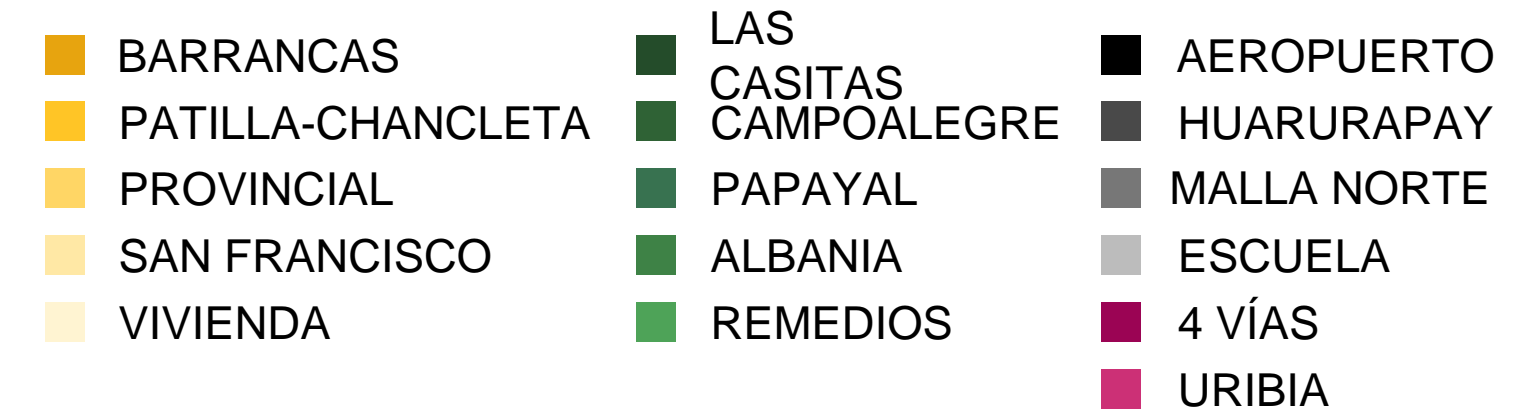 BARRANCAS
PATILLA-CHANCLETA
PROVINCIAL
SAN FRANCISCO
VIVIENDA
LAS
CASITAS
CAMPOALEGRE
PAPAYAL
ALBANIA
REMEDIOS
AEROPUERTO
HUARURAPAY
MALLA NORTE
ESCUELA
4 VÍAS
URIBIA